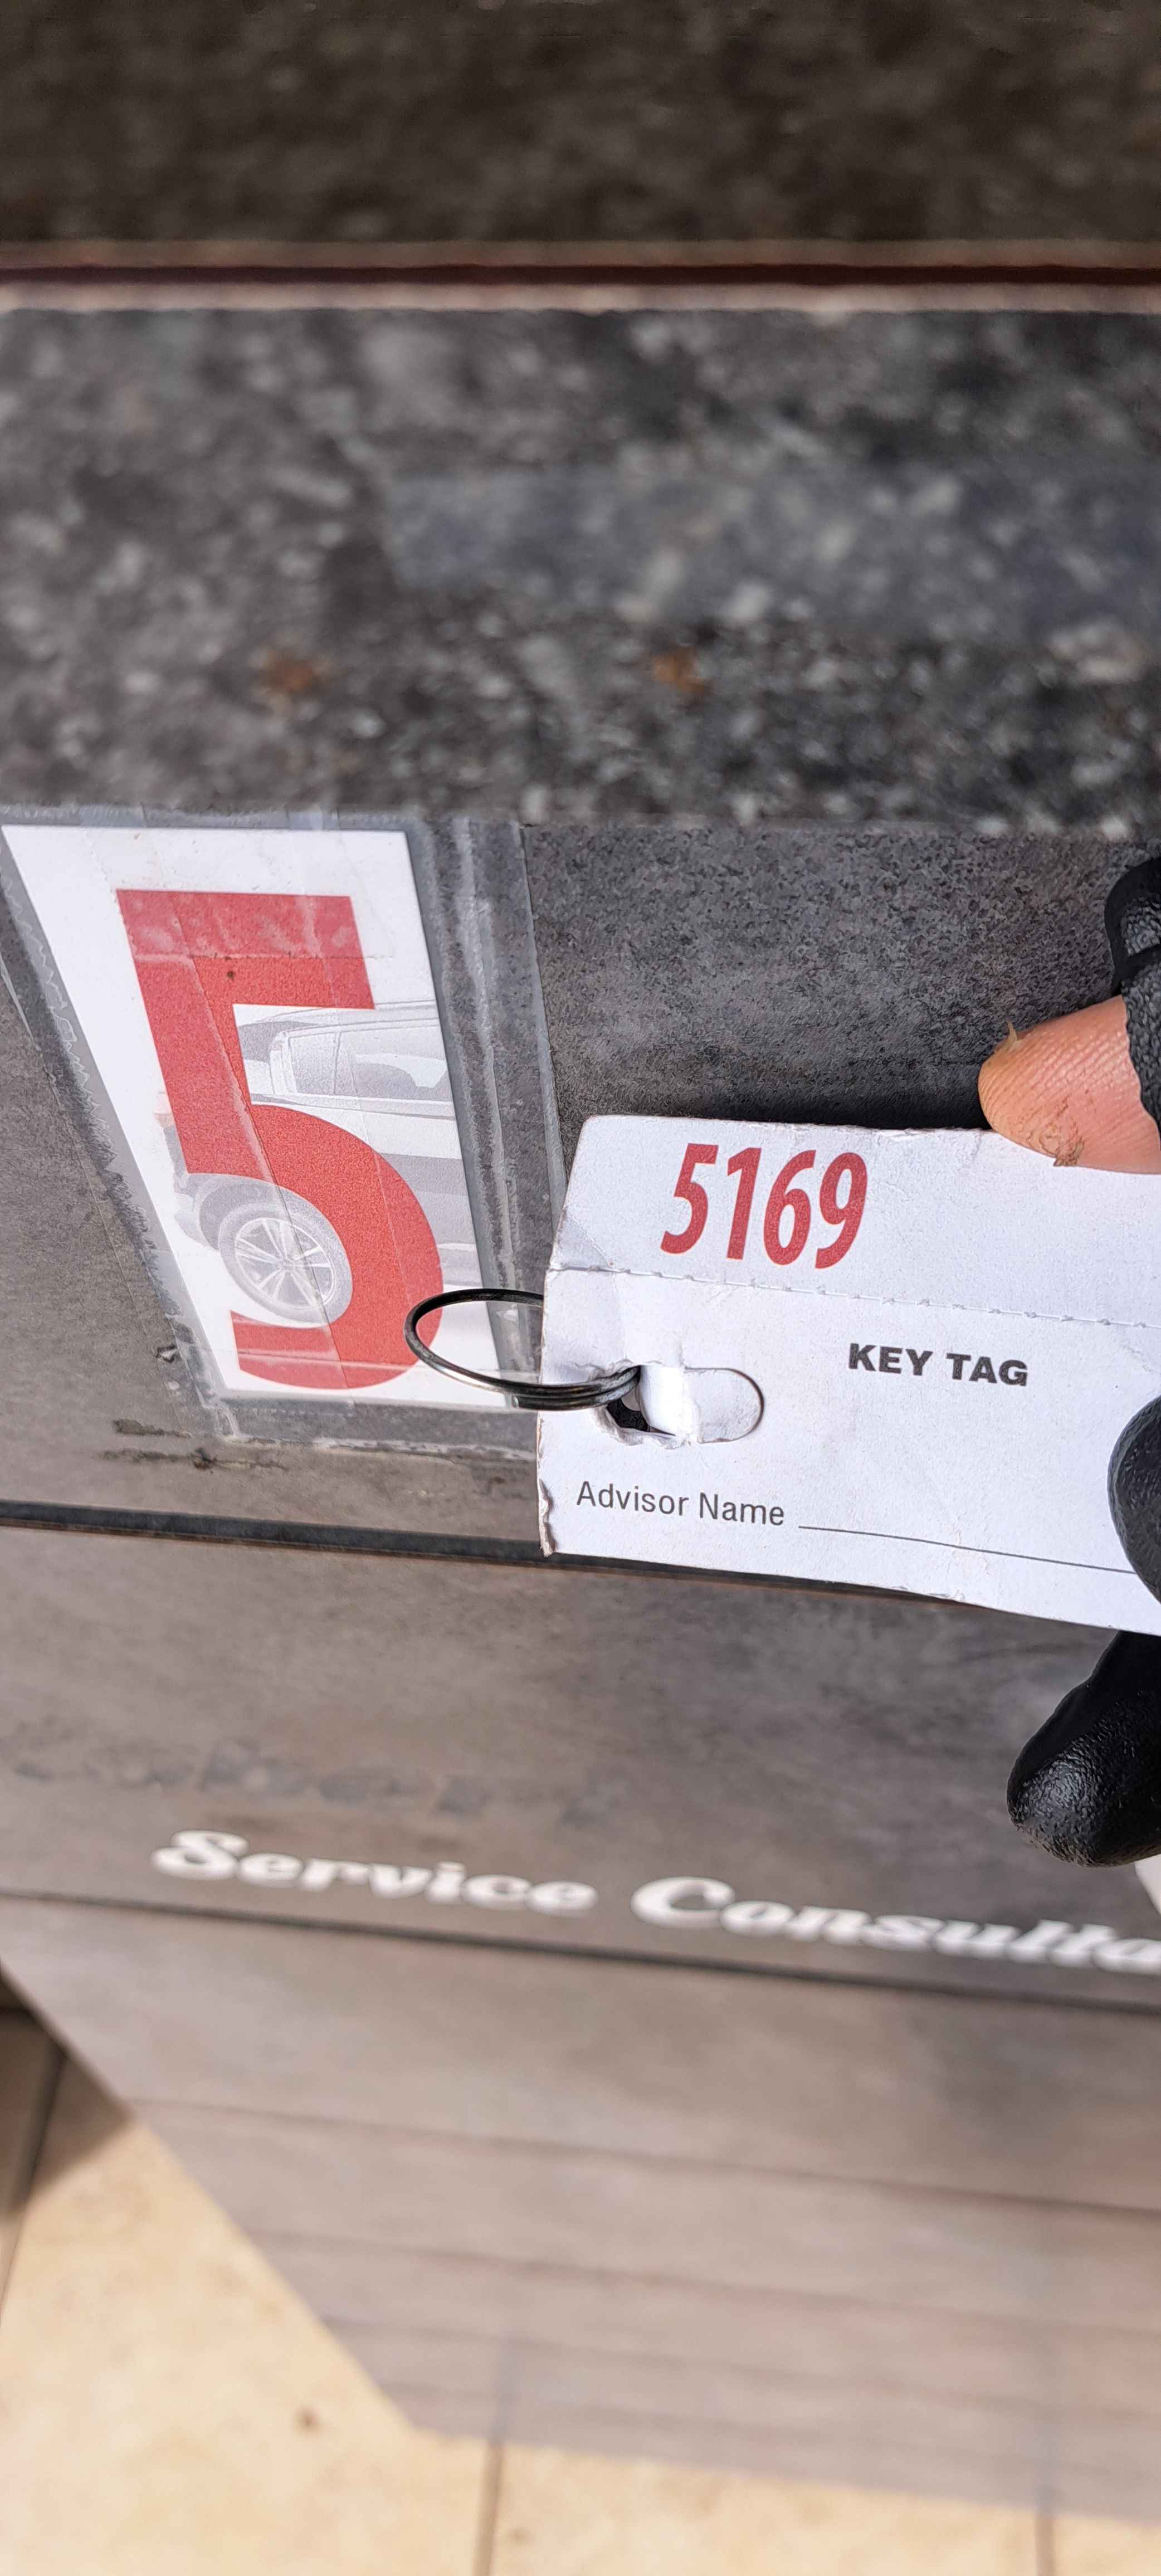 5
5169
KEY TAG
Advisor Name
Service